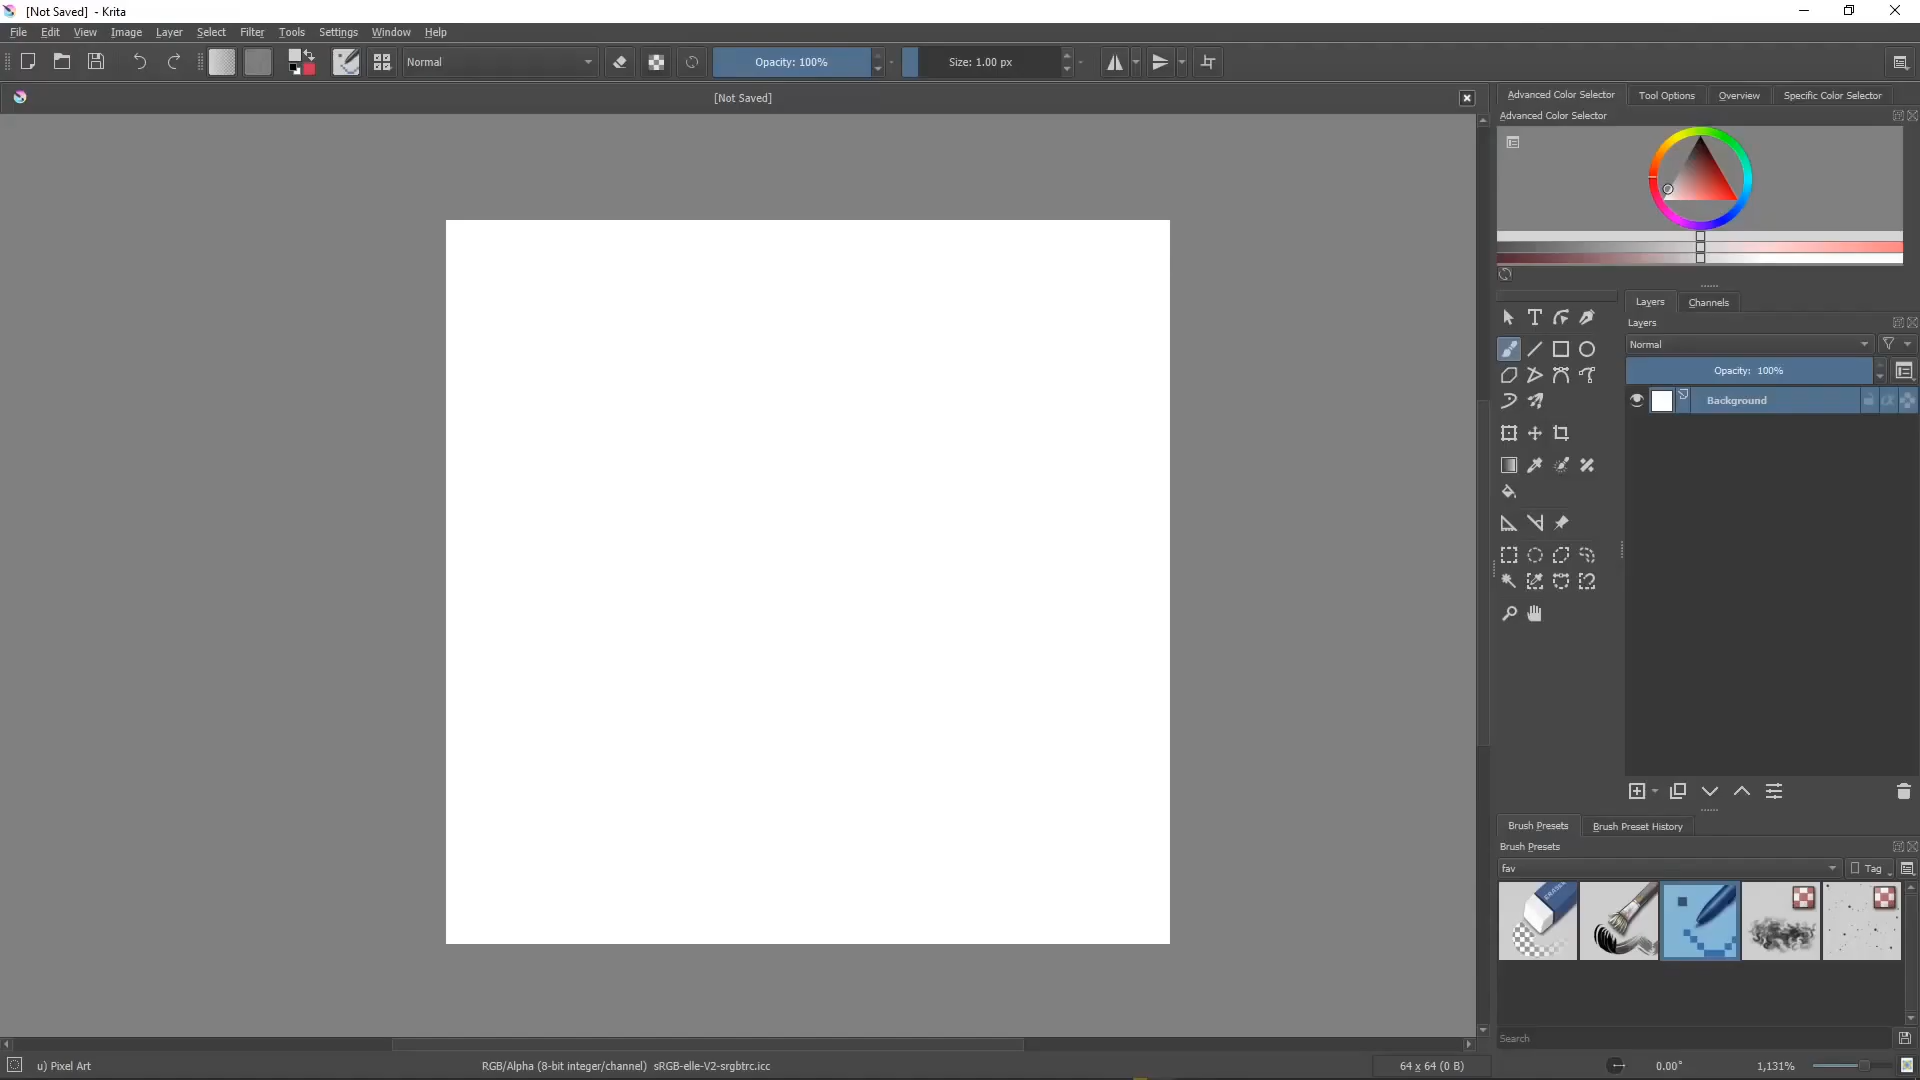 [Not Saved] - Krita
File Edit View Image Layer Select Filter Tools Settings Window Help
Normal
Opacity: 100%
Size: 1.00 px
[Not Saved]
Advanced Color Selector Tool Options Overview Specific Color Selector
Advanced Color Selector
Layers Channels
Layers
Normal
Opacity: 100%
Background
Brush Presets Brush Preset History
Brush Presets
fav
Tag
ERASER
Search
u) Pixel Art
RGB/Alpha (8-bit integer/channel) sRGB-elle-V2-srgbtrc.icc
64 x 64 (0 B)
0.00°
1,131%